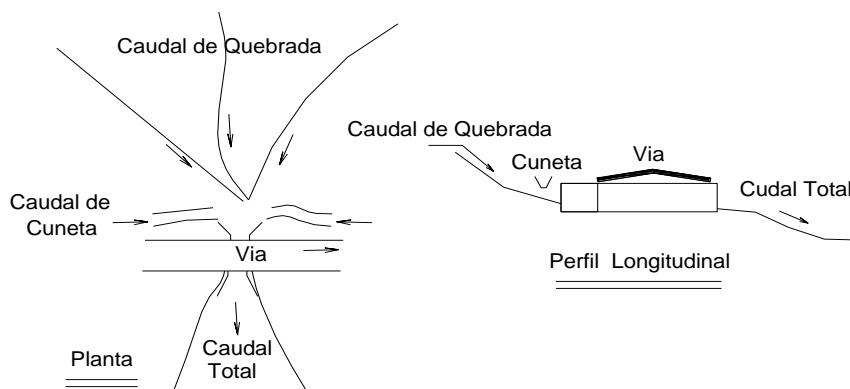 Caudal de Quebrada
Caudal de
Cuneta
Via
Caudal
Total
Planta
Caudal de Quebrada
Cuneta
Via
Cudal Total
Perfil Longitudinal